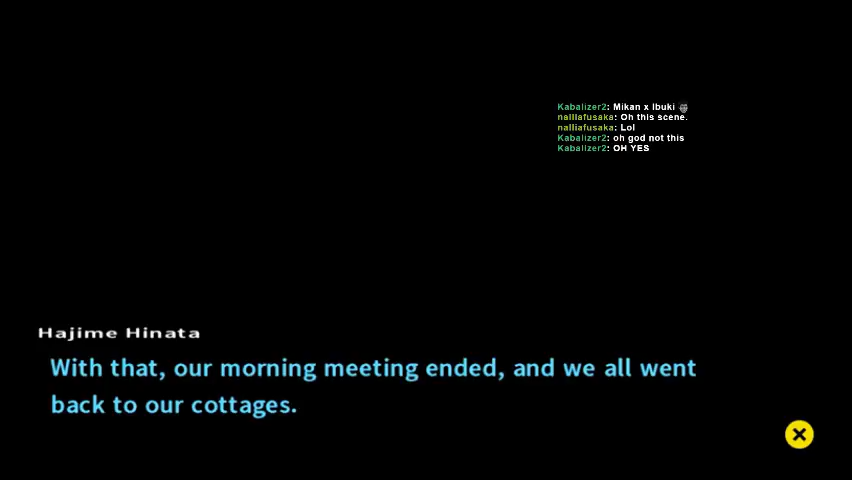 Kabalizer2: Mikan x Ibuki
nalliafusaka: Oh this scene.
nalliafusaka: Lol
Kabalizer2: oh god not this
Kabalizer2: OH YES
Hajime Hinata
With that, our morning meeting ended, and we all went
back to our cottages.